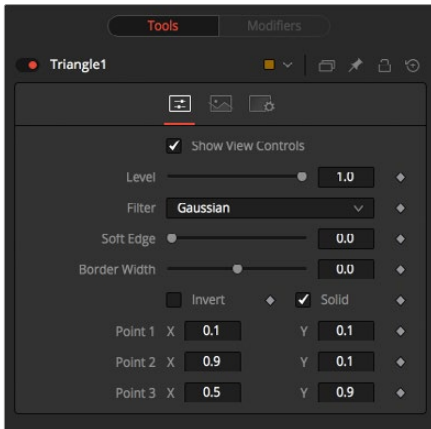 Tools Modifiers
Triangle1
Show View Controls
Level 1.0
Filter Gaussian
Soft Edge 0.0
Border Width 0.0
Invert Solid
Point 1 X 0.1 Y 0.1
Point 2 X 0.9 Y 0.1
Point 3 X 0.5 Y 0.9